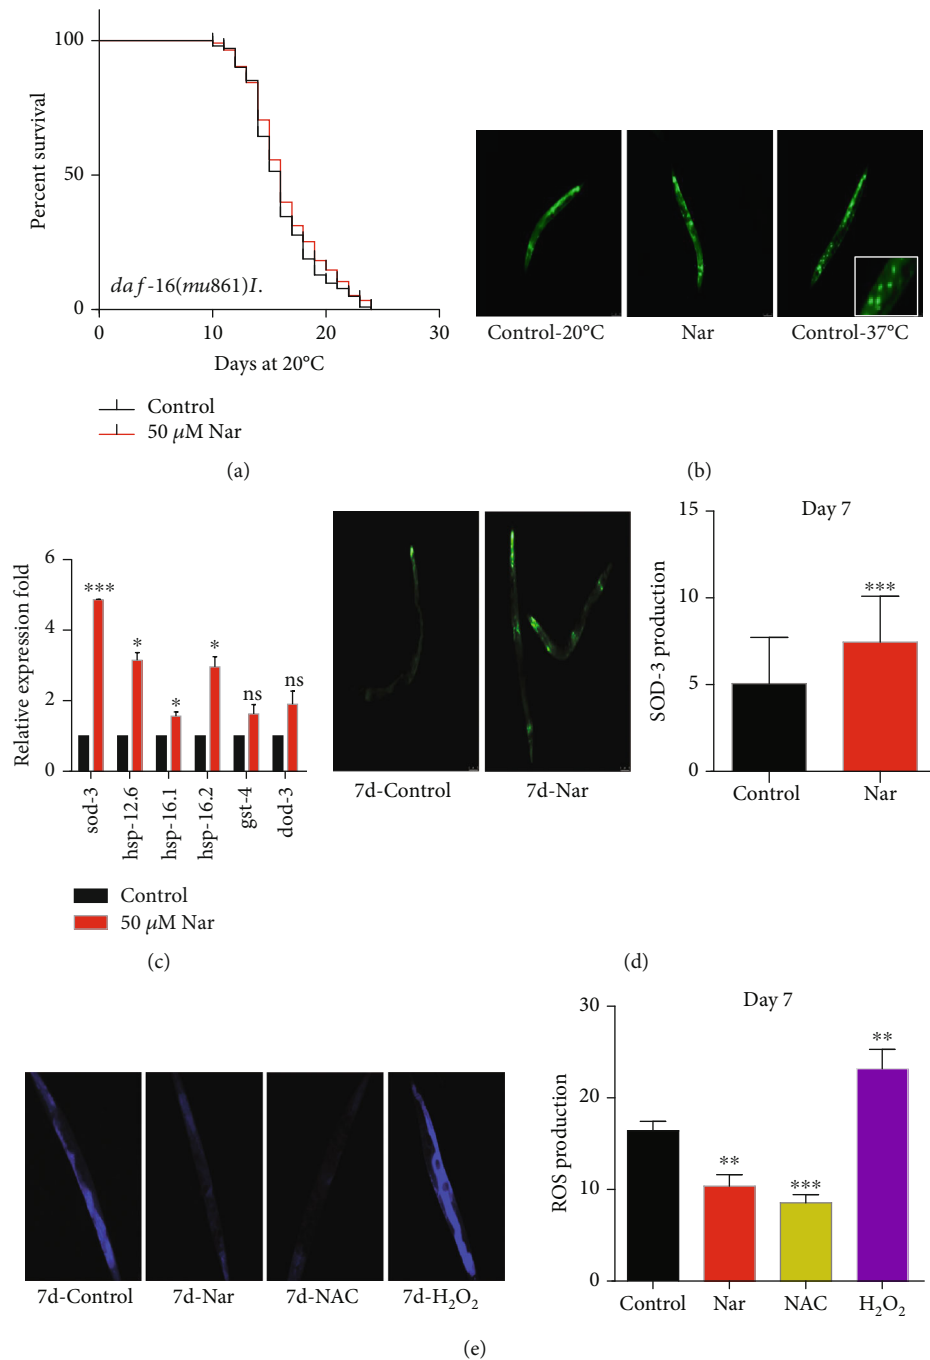 100
50
0
Percent survival
daf-16(mu861)I.
0 10 20 30
Days at 20°C
Control
50 μM Nar
(a)
Control-20°C Nar Control-37°C
(b)
6
4
2
0
Relative expression fold
*** * * * ns ns
sod-3 hsp-12.6 hsp-16.1 hsp-16.2 gst-4 dod-3
Control
50 μM Nar
(c)
7d-Control 7d-Nar
Day 7
15
10
5
0
SOD-3 production
***
Control Nar
(d)
7d-Control 7d-Nar 7d-NAC 7d-H₂O₂
Day 7
30
20
10
0
ROS production
** *** **
Control Nar NAC H₂O₂
(e)